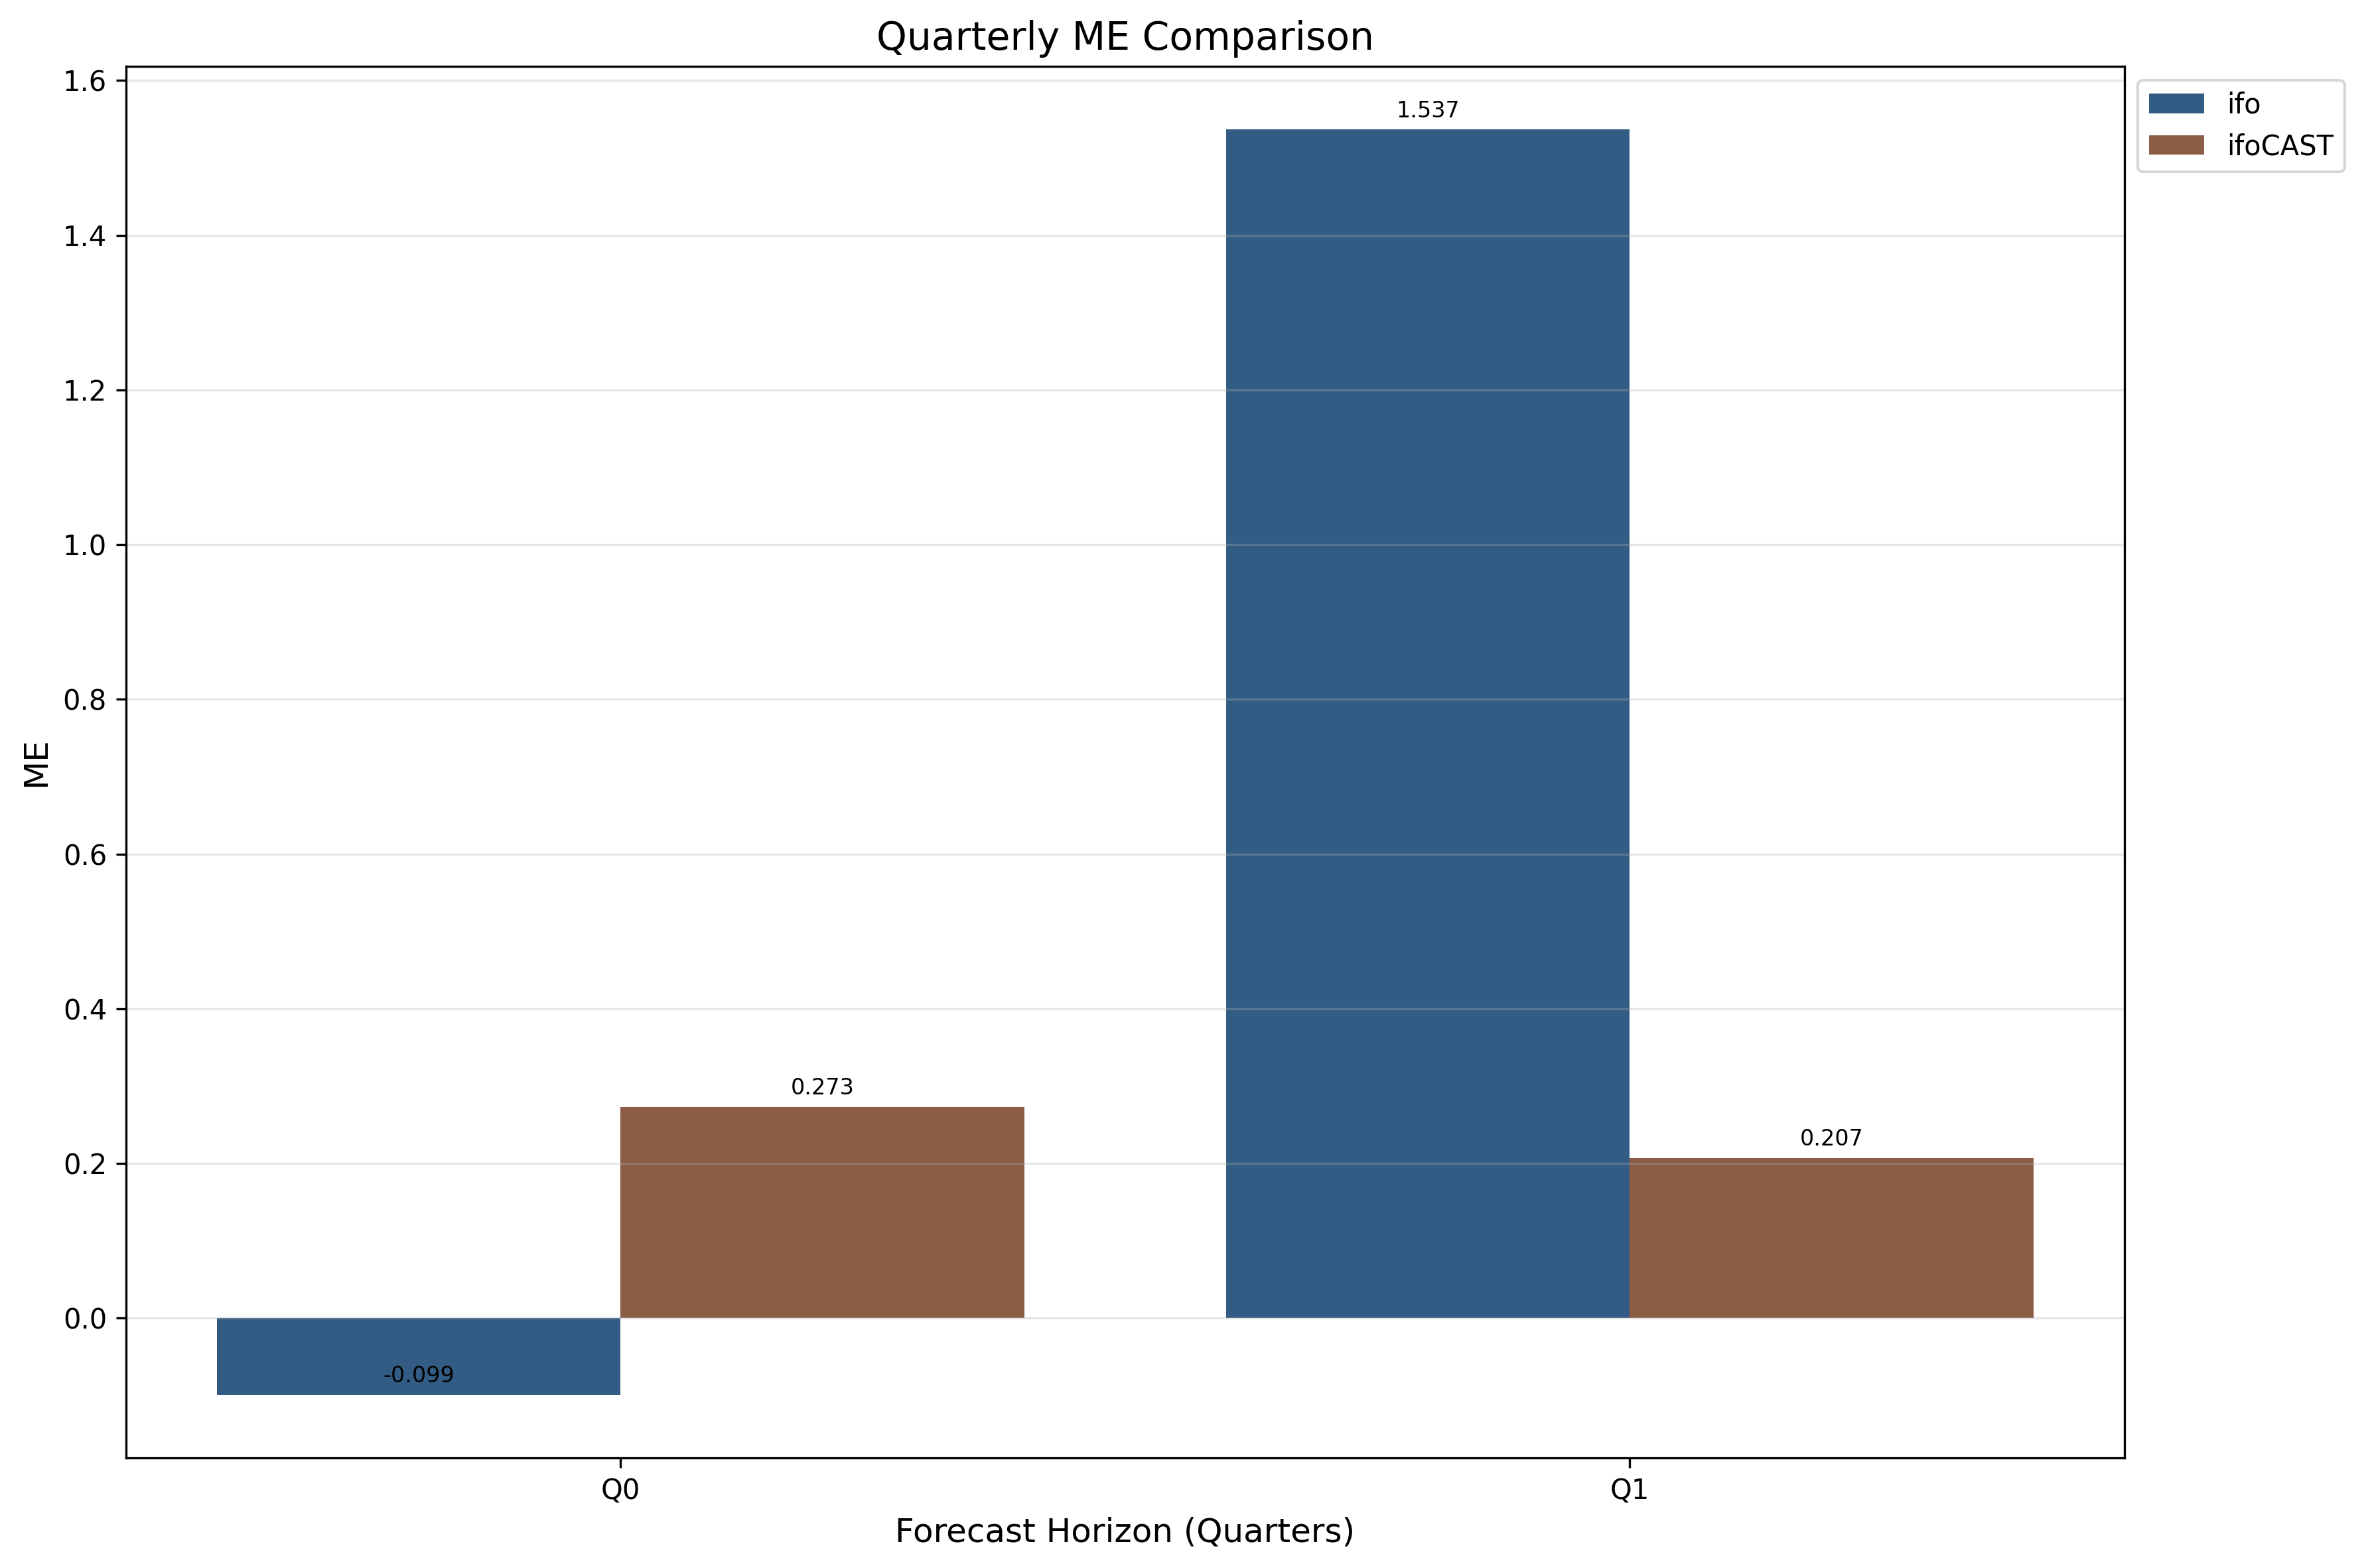 Quarterly ME Comparison
1.6
1.4
1.2
1.0
0.8
0.6
0.4
0.2
0.0
ME
-0.099
0.273
1.537
0.207
Q0
Q1
Forecast Horizon (Quarters)
ifo
ifoCAST